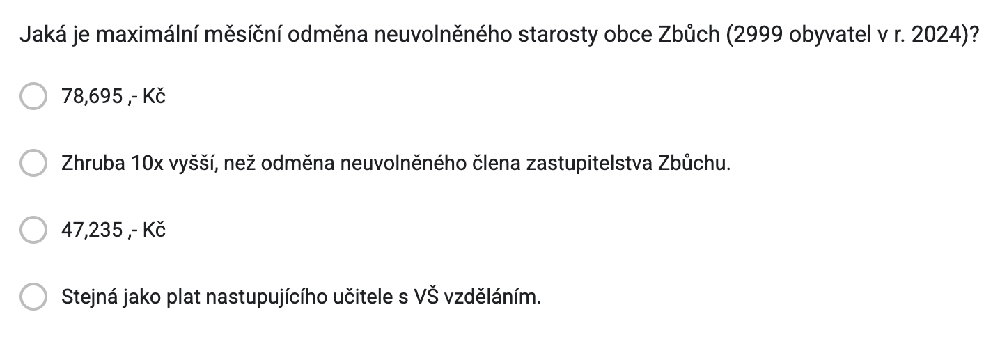 Jaká je maximální měsíční odměna neuvolněného starosty obce Zbůch (2999 obyvatel v r. 2024)?
78,695 ,- Kč
Zhruba 10x vyšší, než odměna neuvolněného člena zastupitelstva Zbůchu.
47,235 ,- Kč
Stejná jako plat nastupujícího učitele s VŠ vzděláním.